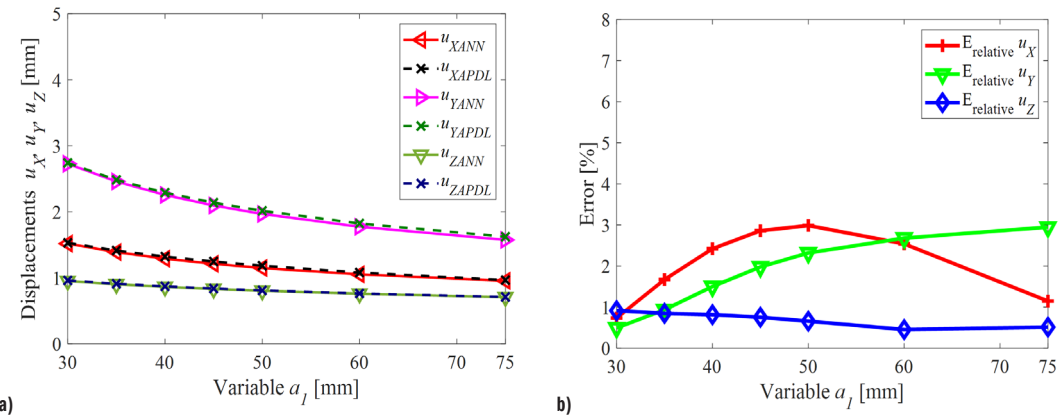 a)
Displacements u_X, u_Y, u_Z [mm]
5
4
3
2
1
0
30
40
50
60
70
75
Variable a_1 [mm]
u_XANN
u_XAPDL
u_YANN
u_YAPDL
u_ZANN
u_ZAPDL
b)
Error [%]
8
7
6
5
4
3
2
1
0
30
40
50
60
70
75
Variable a_1 [mm]
E_relative u_X
E_relative u_Y
E_relative u_Z